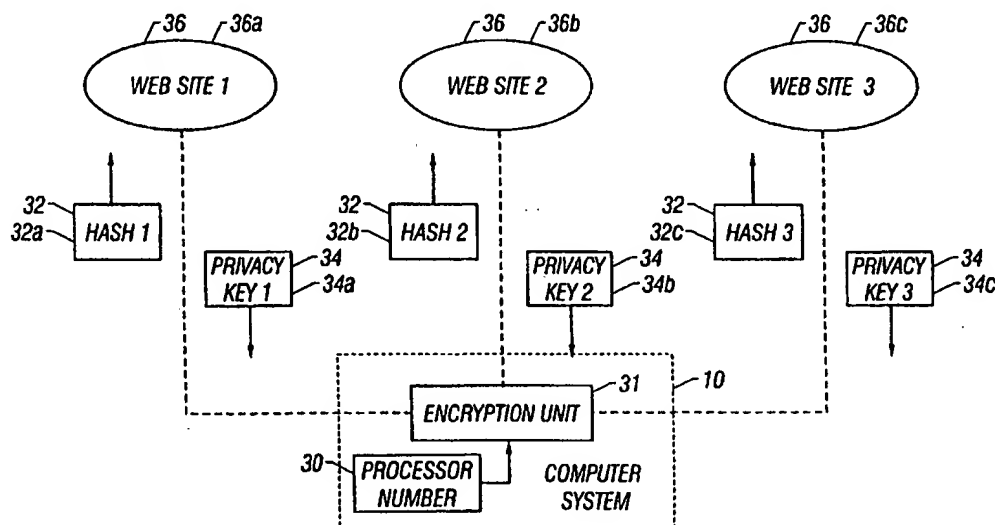 36 36a 36 36b 36 36c
WEB SITE 1 WEB SITE 2 WEB SITE 3
32 32 32
32a HASH 1 32b HASH 2 32c HASH 3
PRIVACY 34 PRIVACY 34 PRIVACY 34
KEY 1 34a KEY 2 34b KEY 3 34c
31 10
ENCRYPTION UNIT
30 PROCESSOR COMPUTER
NUMBER SYSTEM